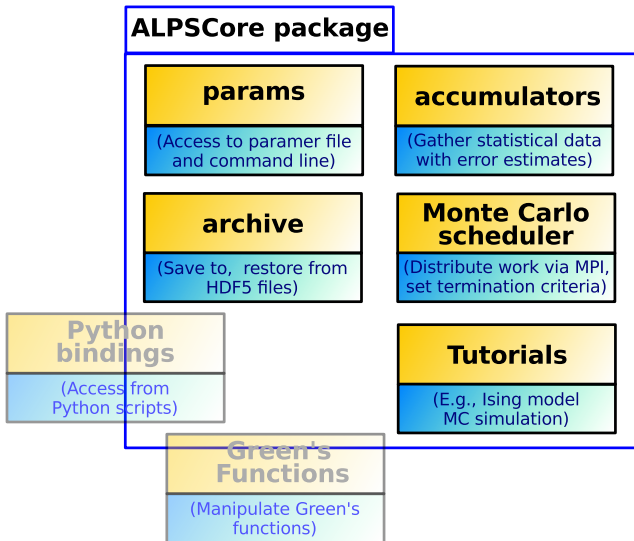 ALPSCore package
params
(Access to paramer file
and command line)
accumulators
(Gather statistical data
with error estimates)
archive
(Save to, restore from
HDF5 files)
Monte Carlo
scheduler
(Distribute work via MPI,
set termination criteria)
Python
bindings
(Access from
Python scripts)
Tutorials
(E.g., Ising model
MC simulation)
Green's
Functions
(Manipulate Green's
functions)